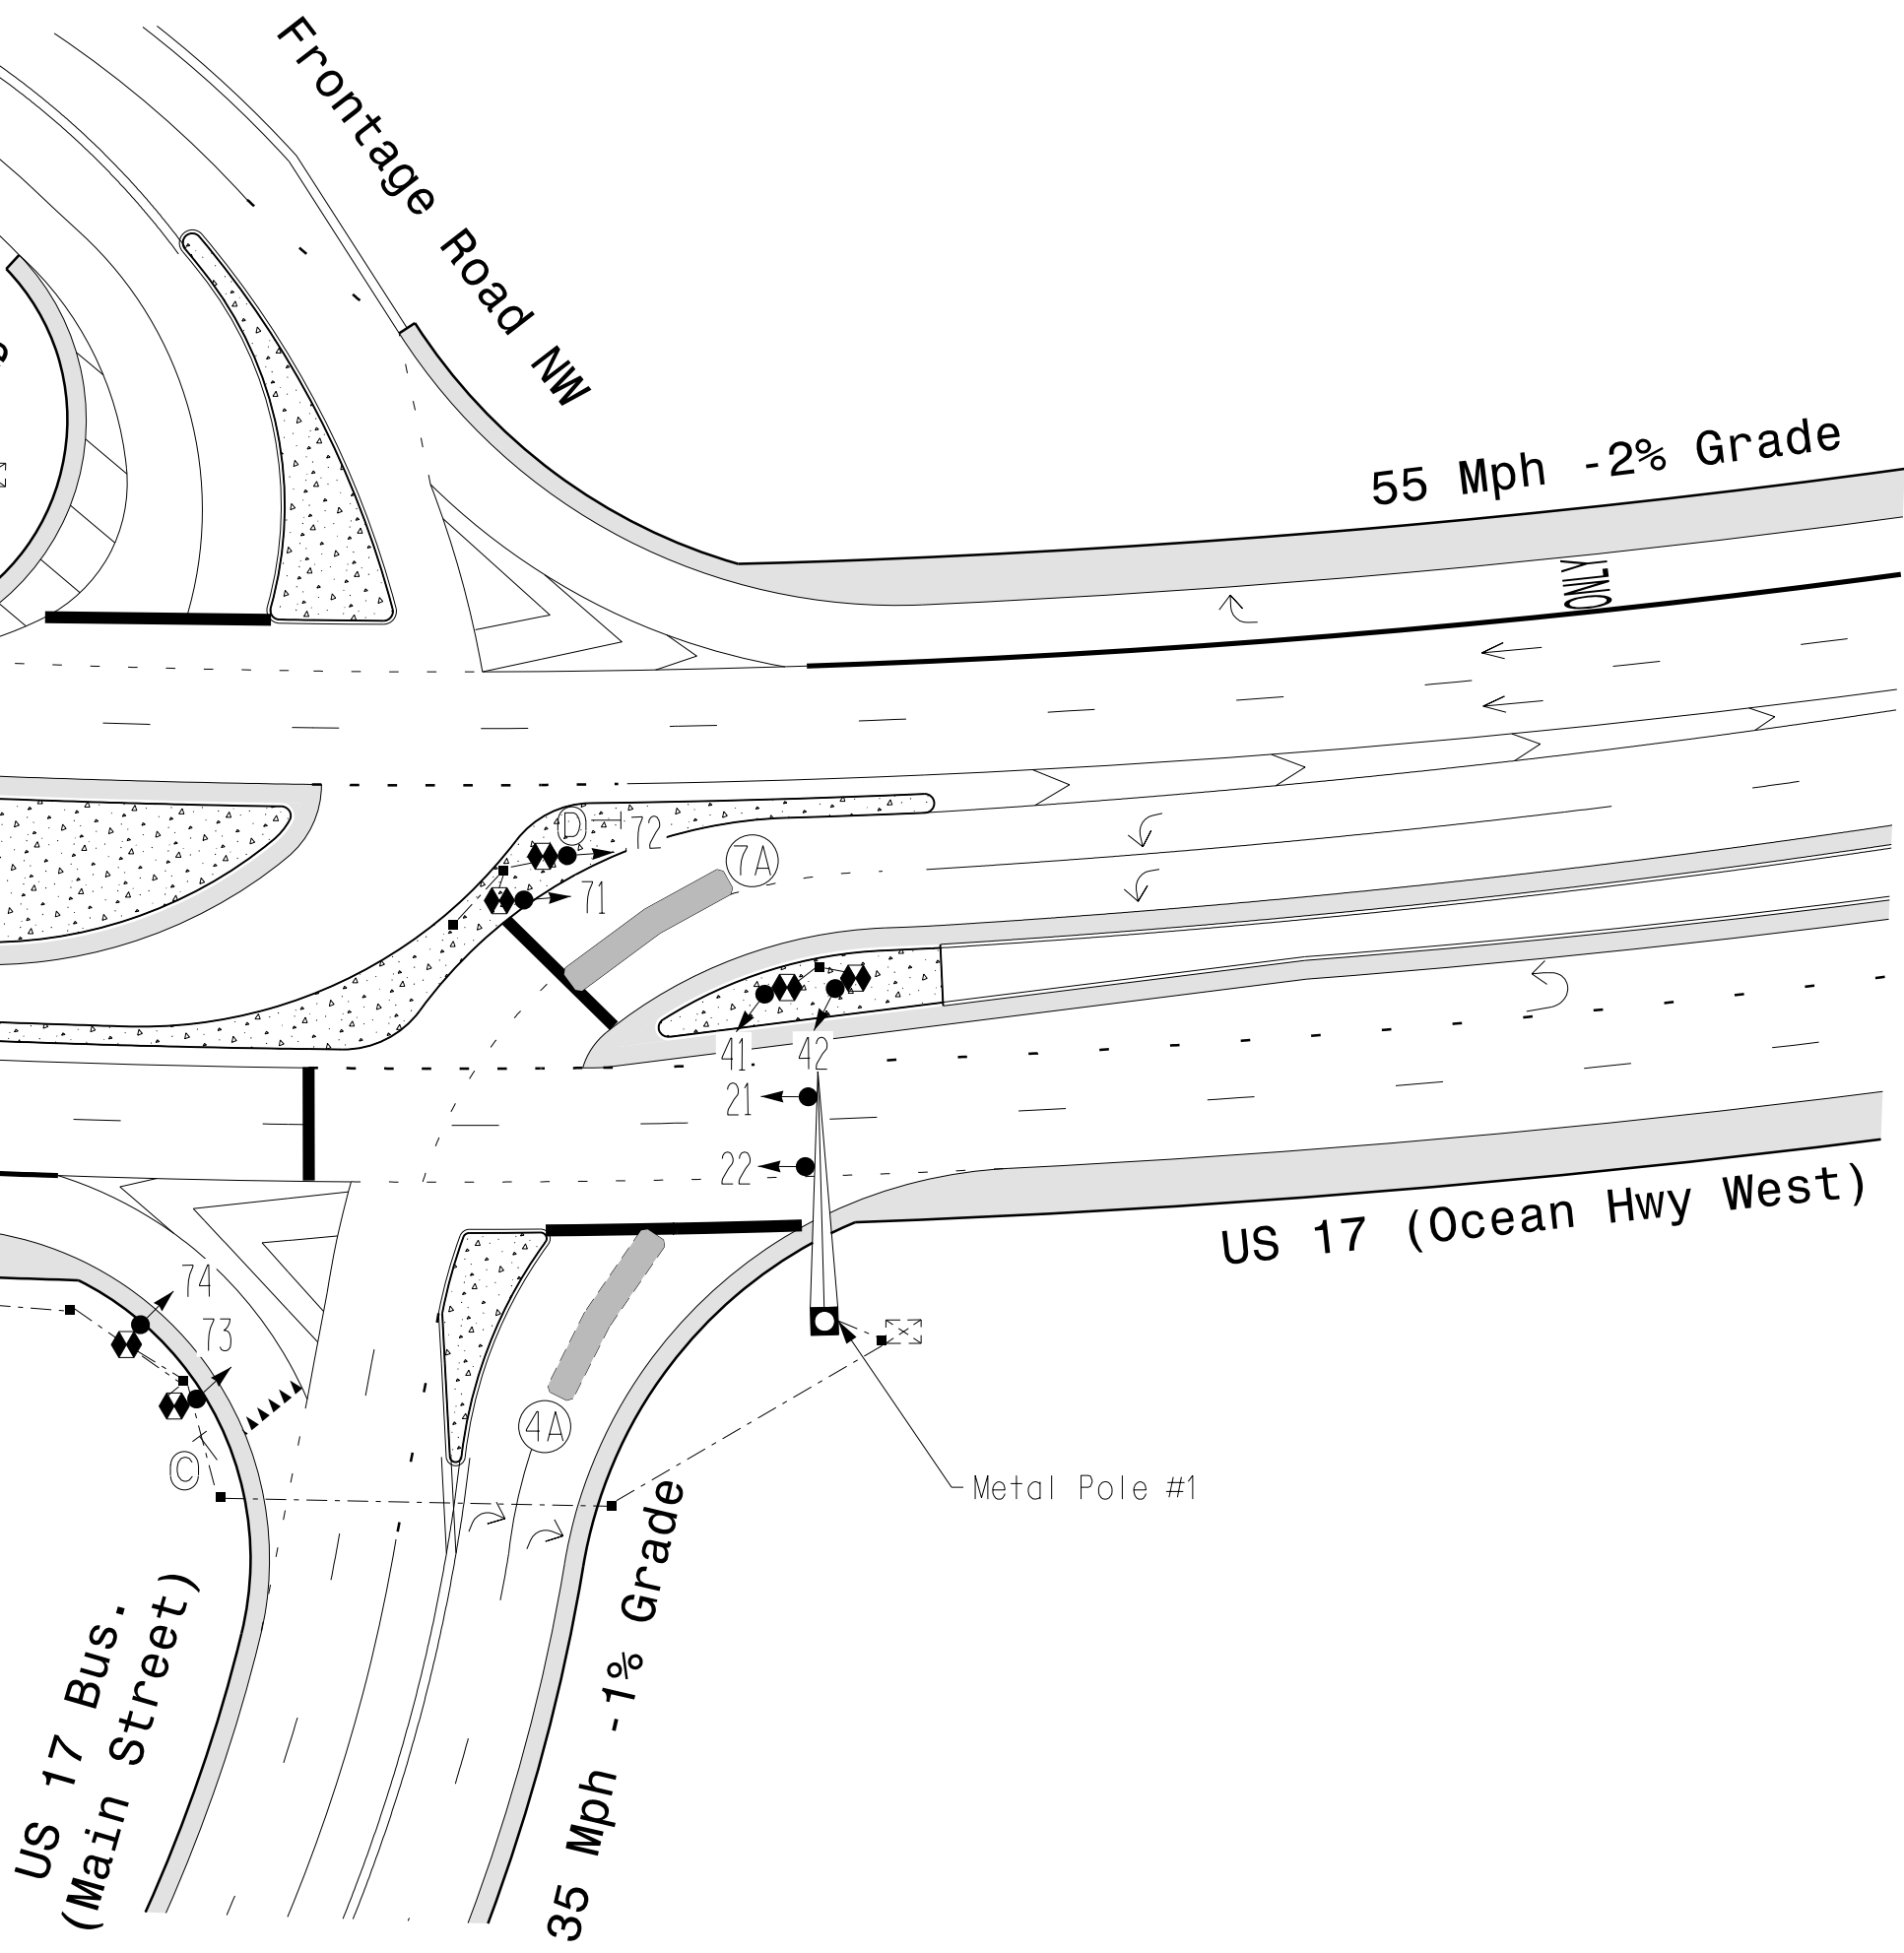 Frontage Road NW
55 Mph -2% Grade
ONLY
D
72
7A
71
41
42
21
22
US 17 (Ocean Hwy West)
74
73
4A
C
Metal Pole #1
35 Mph -1% Grade
US 17 Bus.
(Main Street)